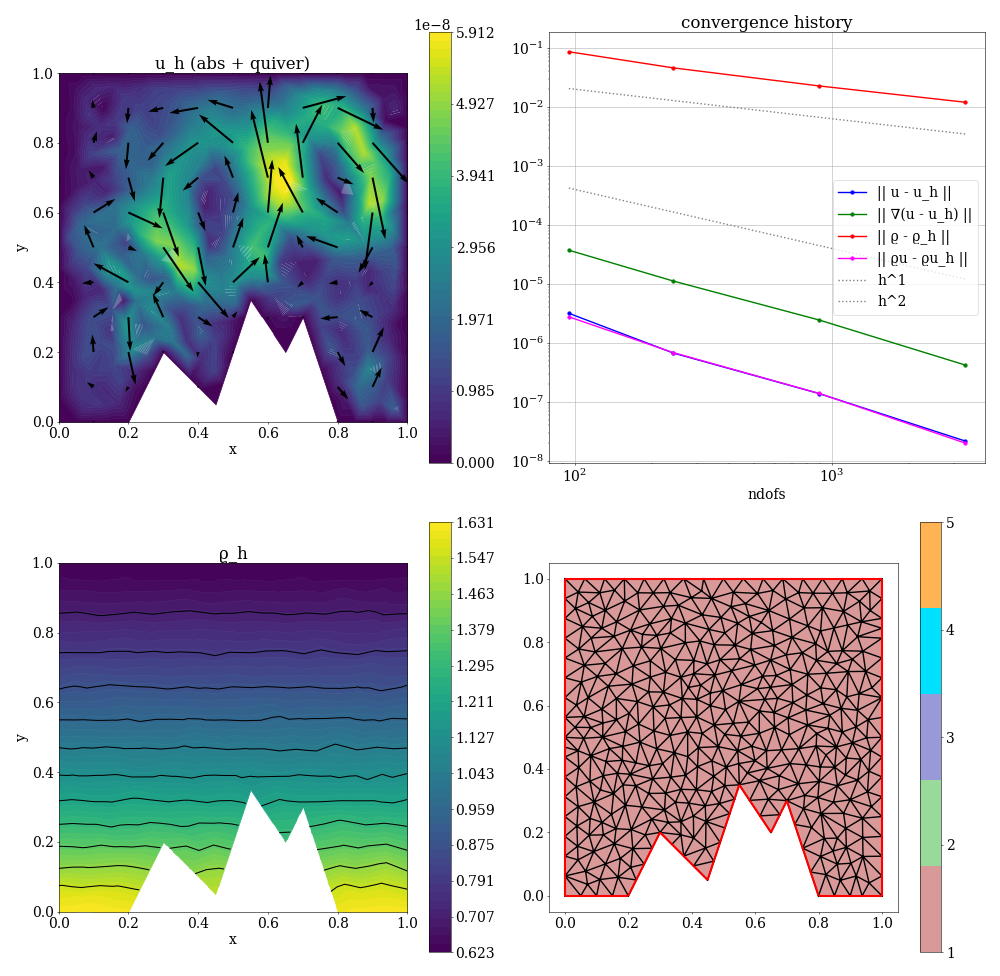 u_h (abs + quiver)
1e−8
y
1.0
0.8
0.6
0.4
0.2
0.0
0.0 0.2 0.4 0.6 0.8 1.0
x
5.912
4.927
3.941
2.956
1.971
0.985
0.000
convergence history
10⁻¹
10⁻²
10⁻³
10⁻⁴
10⁻⁵
10⁻⁶
10⁻⁷
10⁻⁸
|| u - u_h ||
|| ∇(u - u_h) ||
|| ϱ - ϱ_h ||
|| ϱu - ϱu_h ||
h^1
h^2
10² 10³
ndofs
ϱ_h
y
1.0
0.8
0.6
0.4
0.2
0.0
0.0 0.2 0.4 0.6 0.8 1.0
x
1.631
1.547
1.463
1.379
1.295
1.211
1.127
1.043
0.959
0.875
0.791
0.707
0.623
1.0
0.8
0.6
0.4
0.2
0.0
0.0 0.2 0.4 0.6 0.8 1.0
5
4
3
2
1